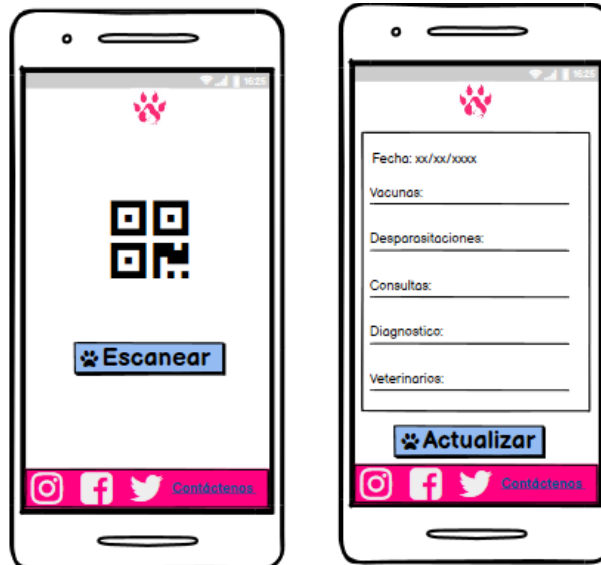 16:25
Escanear
Contáctenos
16:25
Fecha: xx/xx/xxxx
Vacunas:
Desparasitaciones:
Consultas:
Diagnostico:
Veterinarios:
Actualizar
Contáctenos